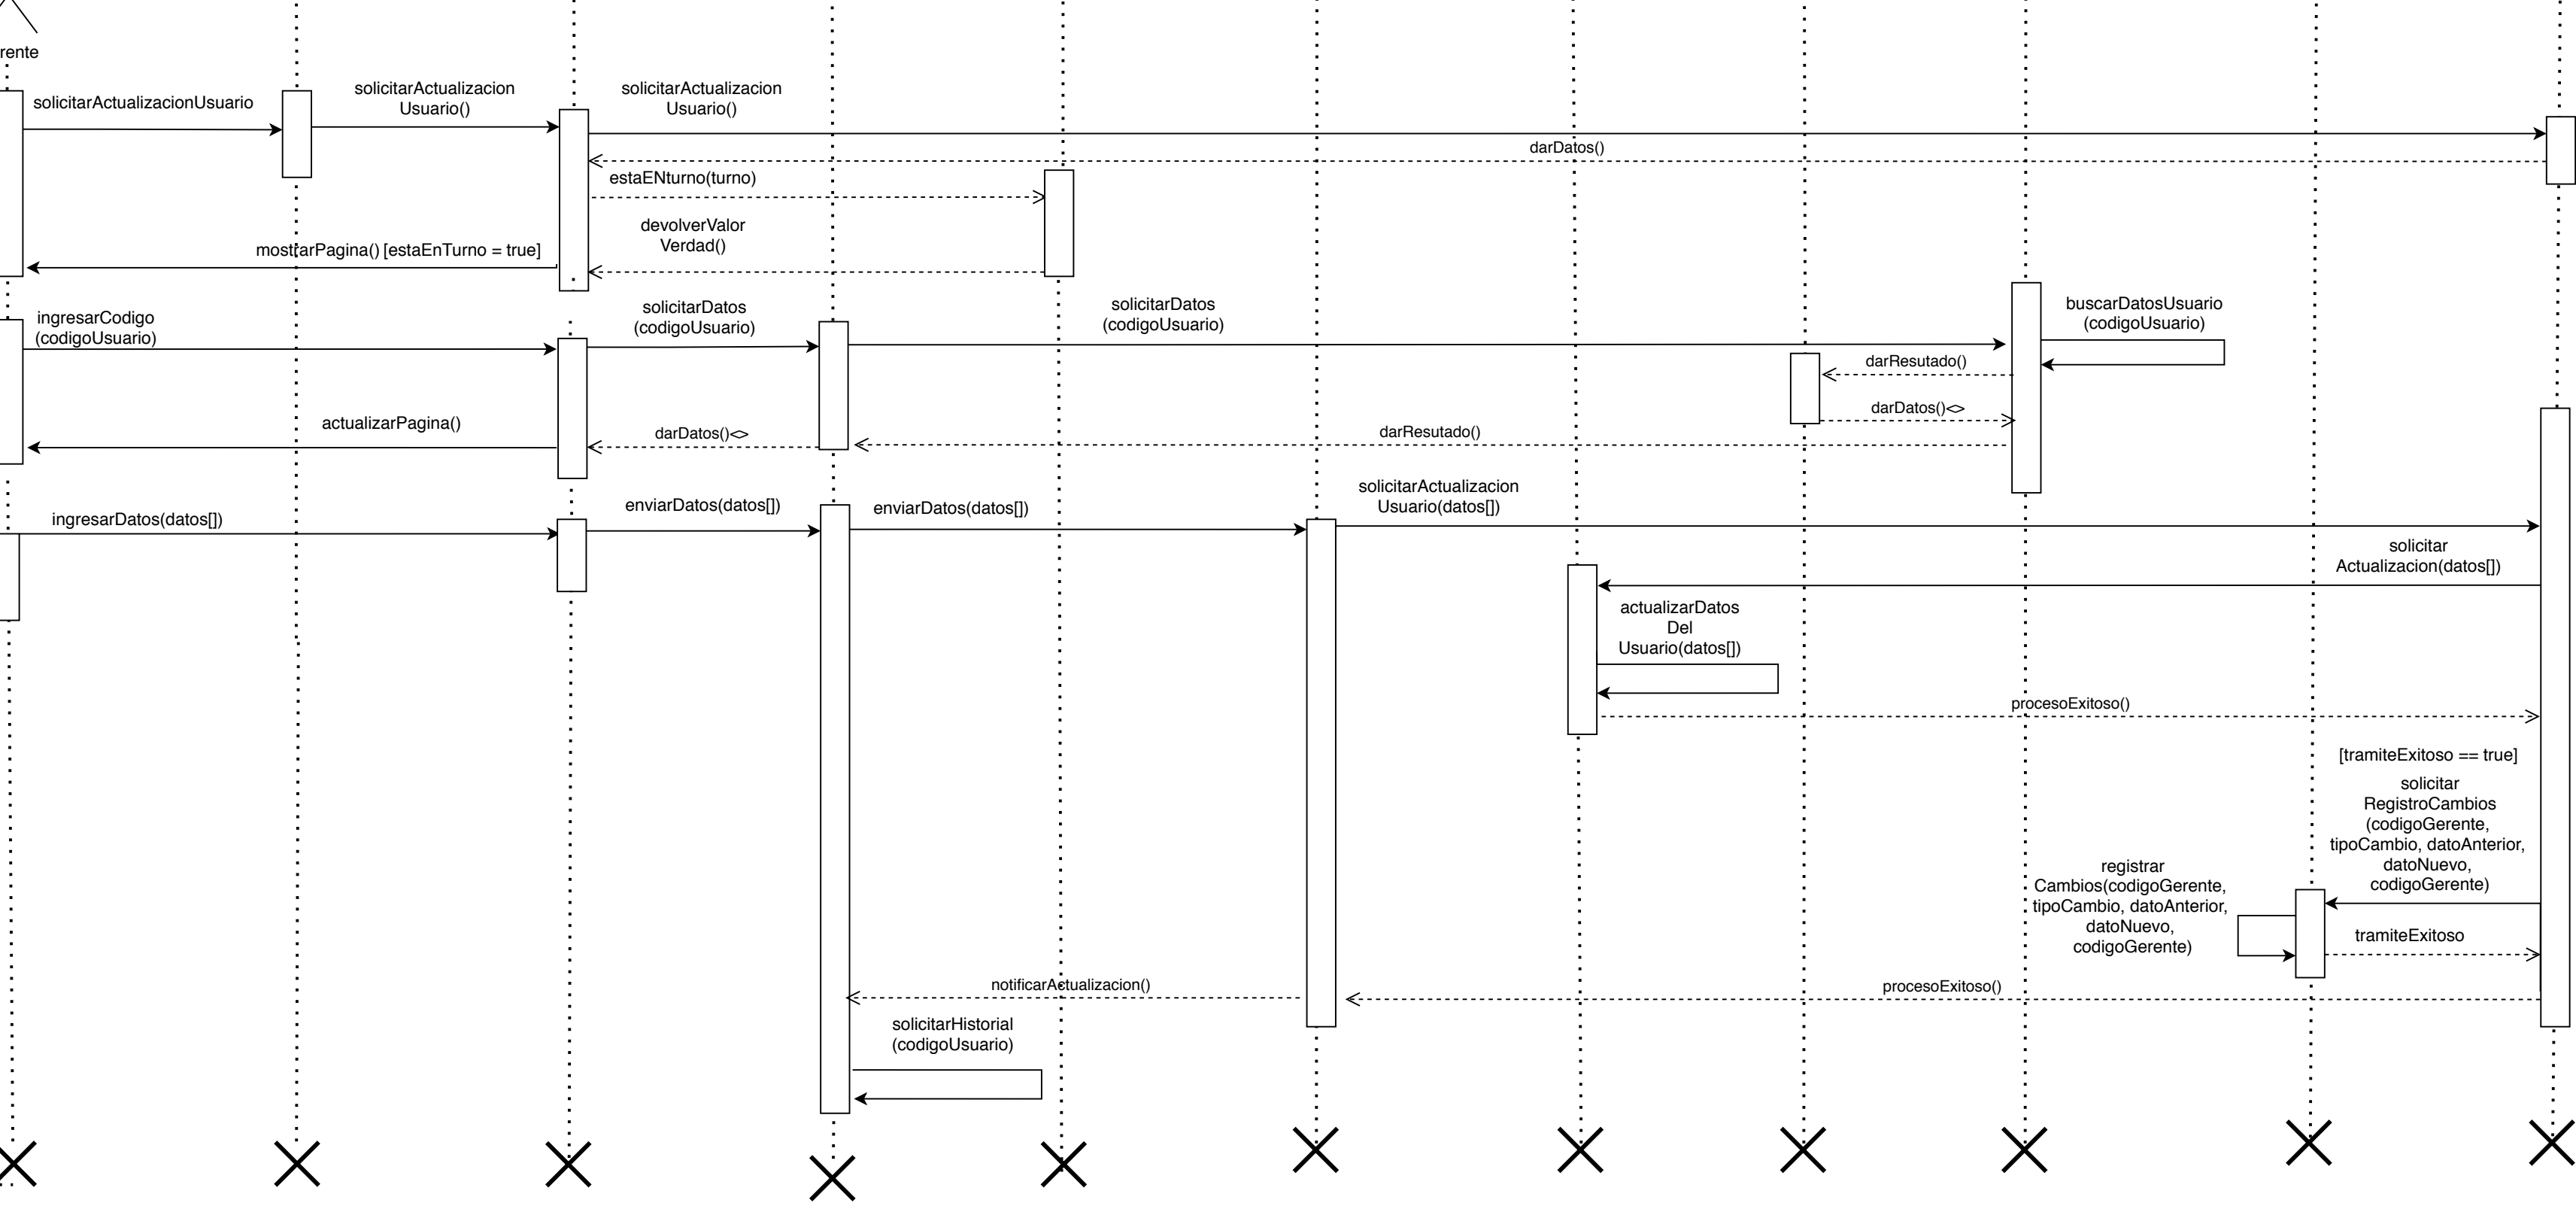 rente
solicitarActualizacionUsuario
solicitarActualizacion
Usuario()
solicitarActualizacion
Usuario()
darDatos()
estaENturno(turno)
devolverValor
Verdad()
mostrarPagina() [estaEnTurno = true]
ingresarCodigo
(codigoUsuario)
solicitarDatos
(codigoUsuario)
solicitarDatos
(codigoUsuario)
buscarDatosUsuario
(codigoUsuario)
darResutado()
darDatos()<>
actualizarPagina()
darDatos()<>
darResutado()
ingresarDatos(datos[])
enviarDatos(datos[])
enviarDatos(datos[])
solicitarActualizacion
Usuario(datos[])
solicitar
Actualizacion(datos[])
actualizarDatos
Del
Usuario(datos[])
procesoExitoso()
[tramiteExitoso == true]
solicitar
RegistroCambios
(codigoGerente,
tipoCambio, datoAnterior,
datoNuevo,
codigoGerente)
registrar
Cambios(codigoGerente,
tipoCambio, datoAnterior,
datoNuevo,
codigoGerente)
tramiteExitoso
notificarActualizacion()
procesoExitoso()
solicitarHistorial
(codigoUsuario)